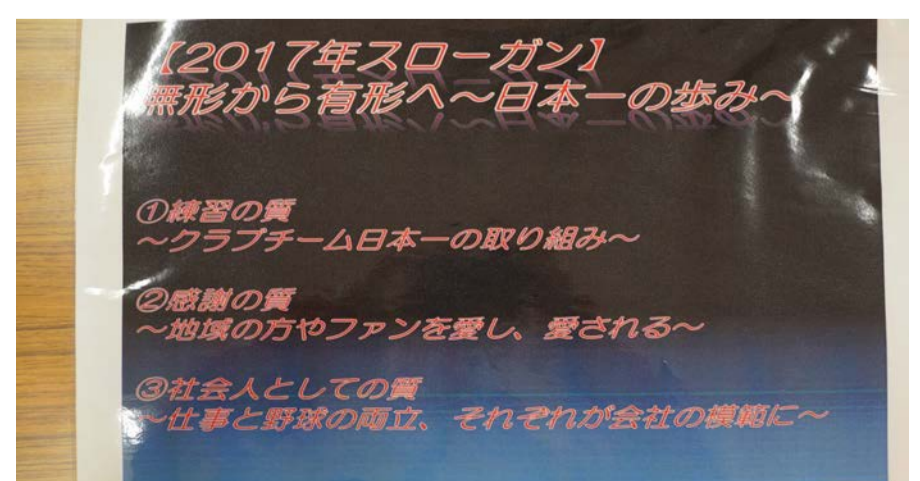 【2017年スローガン】
無形から有形へ～日本一の歩み～
①練習の質
～クラブチーム日本一の取り組み～
②感謝の質
～地域の方やファンを愛し、愛される～
③社会人としての質
～仕事と野球の両立、それぞれが会社の模範に～